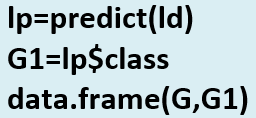 lp=predict(ld)
G1=lp$class
data.frame(G,G1)